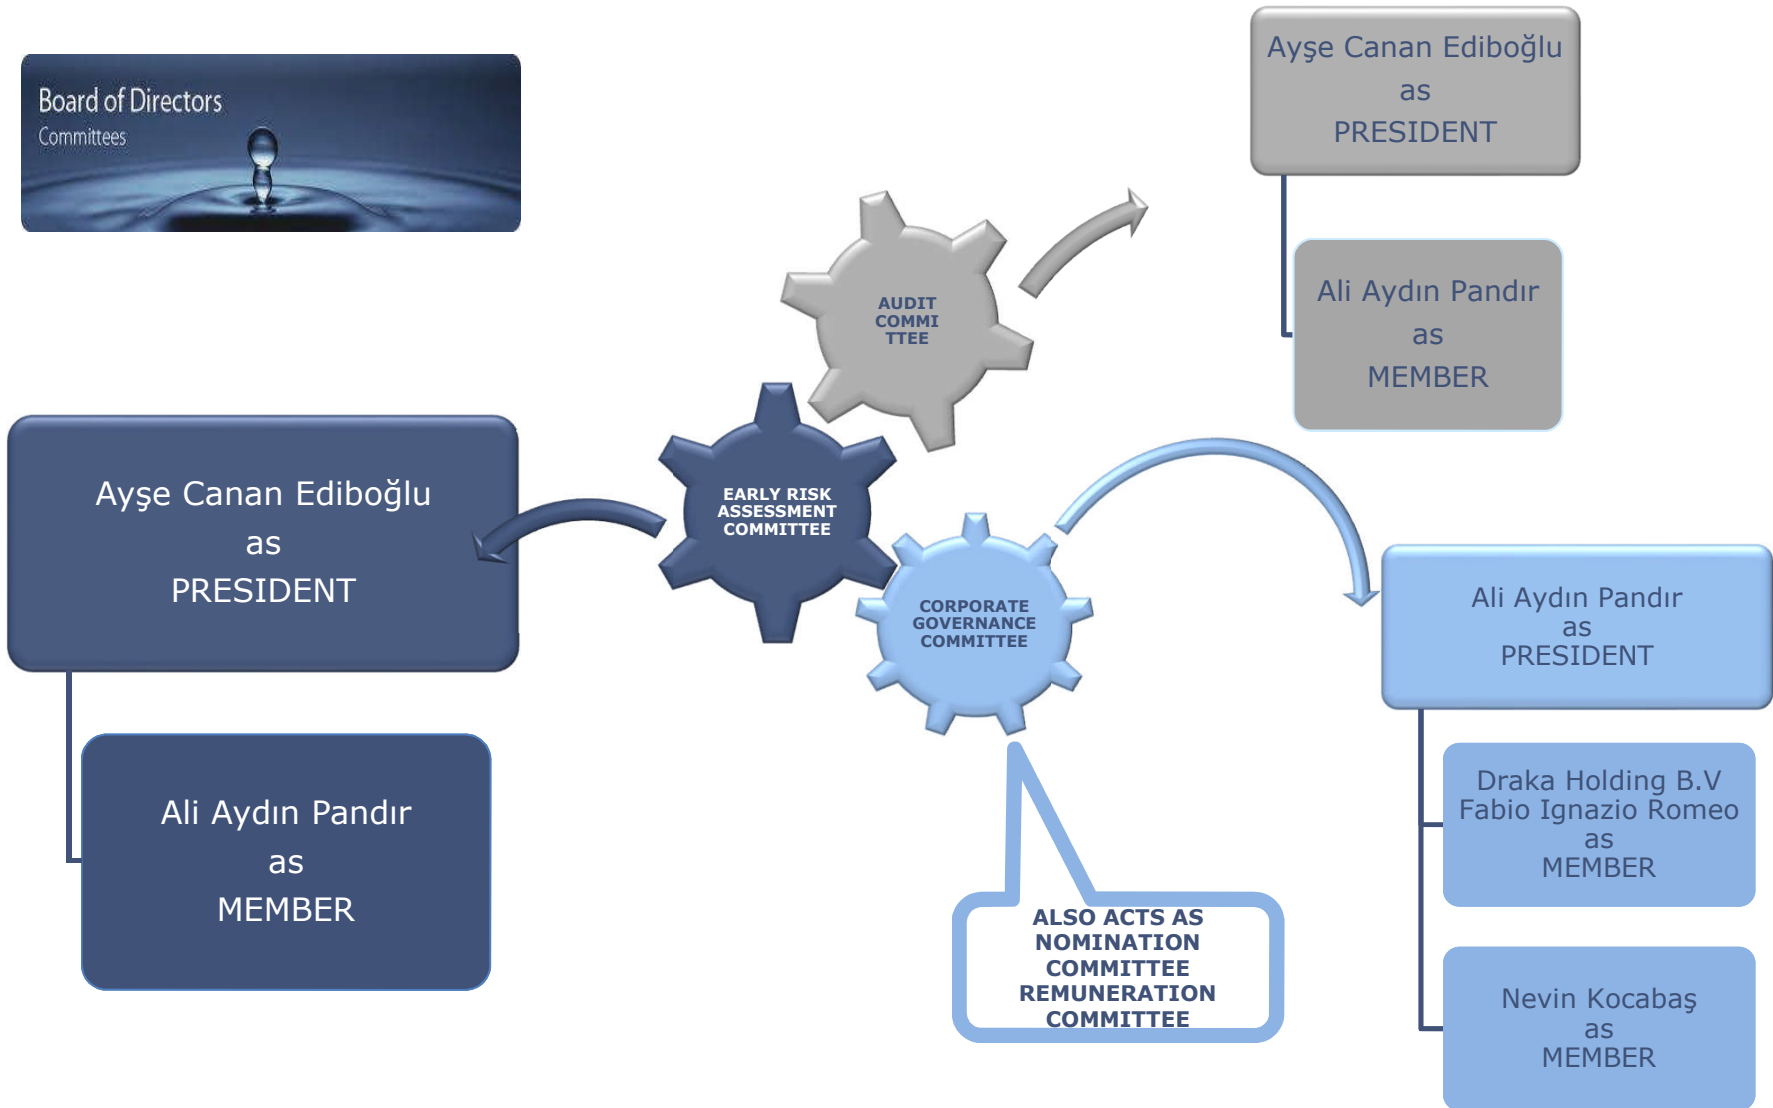 Board of Directors
Committees
Ayşe Canan Ediboğlu
as
PRESIDENT
Ali Aydın Pandır
as
MEMBER
AUDIT
COMMI
TTEE
EARLY RISK
ASSESSMENT
COMMITTEE
Ayşe Canan Ediboğlu
as
PRESIDENT
Ali Aydın Pandır
as
MEMBER
CORPORATE
GOVERNANCE
COMMITTEE
Ali Aydın Pandır
as
PRESIDENT
Draka Holding B.V
Fabio Ignazio Romeo
as
MEMBER
Nevin Kocabaş
as
MEMBER
ALSO ACTS AS
NOMINATION
COMMITTEE
REMUNERATION
COMMITTEE